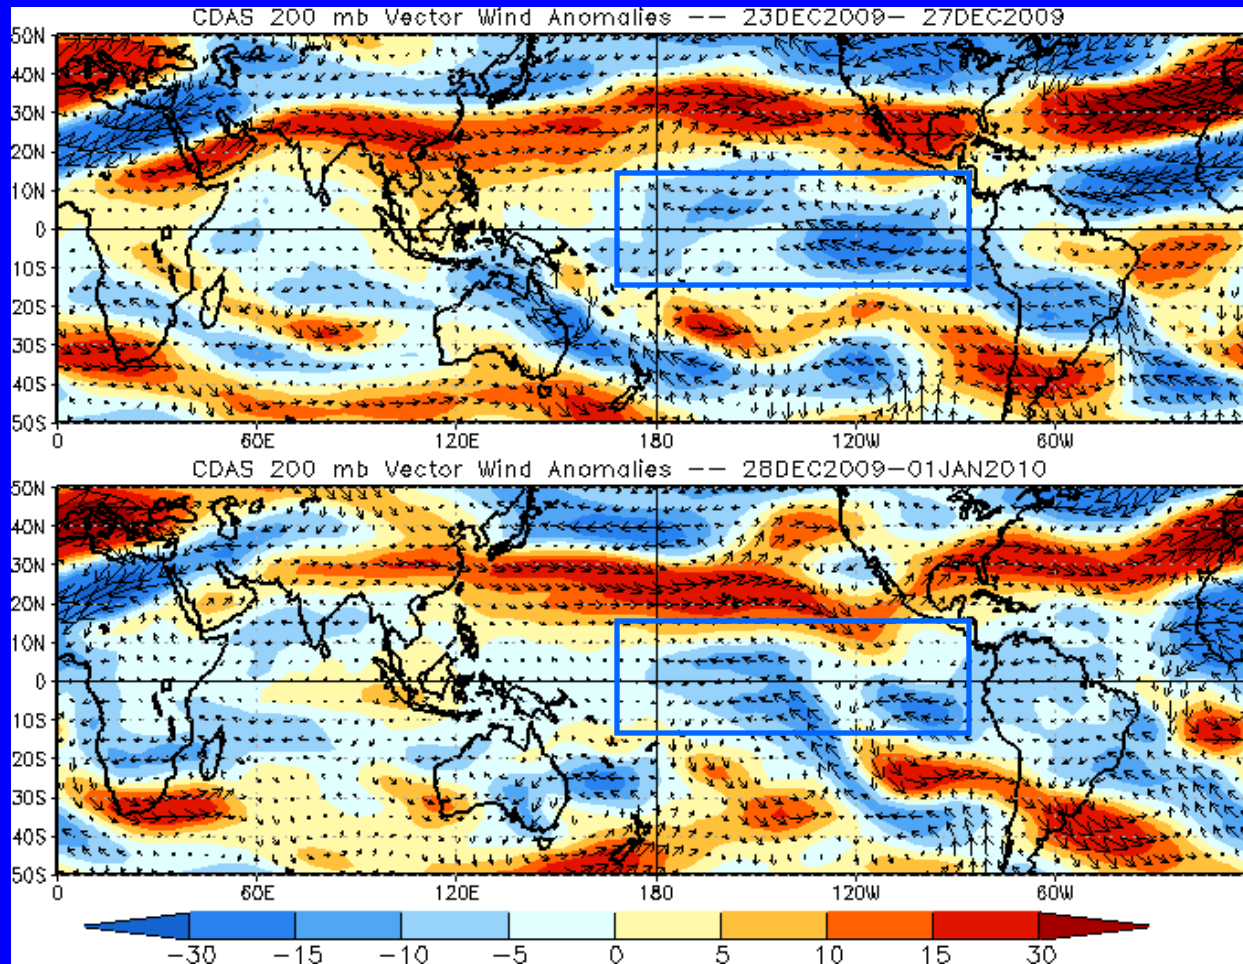 CDAS 200 mb Vector Wind Anomalies -- 23DEC2009- 27DEC2009
50N
40N
30N
20N
10N
0
10S
20S
30S
40S
50S
0 60E 120E 180 120W 60W
CDAS 200 mb Vector Wind Anomalies -- 28DEC2009-01JAN2010
50N
40N
30N
20N
10N
0
10S
20S
30S
40S
50S
0 60E 120E 180 120W 60W
-30 -15 -10 -5 0 5 10 15 30